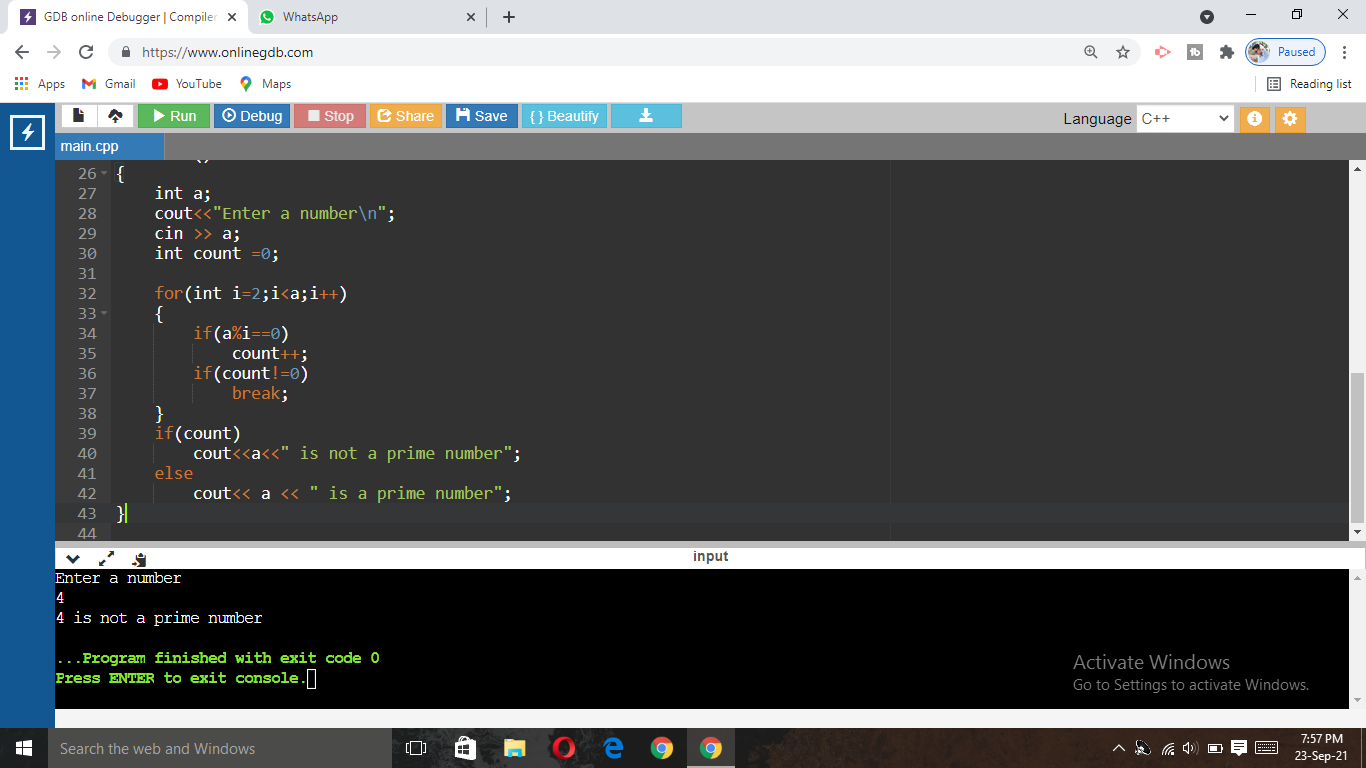 GDB online Debugger | Compiler
WhatsApp
https://www.onlinegdb.com
Paused
Apps
Gmail
YouTube
Maps
Reading list
Run
Debug
Stop
Share
Save
{ } Beautify
Language
C++
main.cpp
26 {
27 int a;
28 cout<<"Enter a number\n";
29 cin >> a;
30 int count =0;
31
32 for(int i=2;i<a;i++)
33 {
34 if(a%i==0)
35 count++;
36 if(count!=0)
37 break;
38 }
39 if(count)
40 cout<<a<<" is not a prime number";
41 else
42 cout<< a << " is a prime number";
43 }
44
input
Enter a number
4
4 is not a prime number
...Program finished with exit code 0
Press ENTER to exit console.
Activate Windows
Go to Settings to activate Windows.
Search the web and Windows
7:57 PM
23-Sep-21